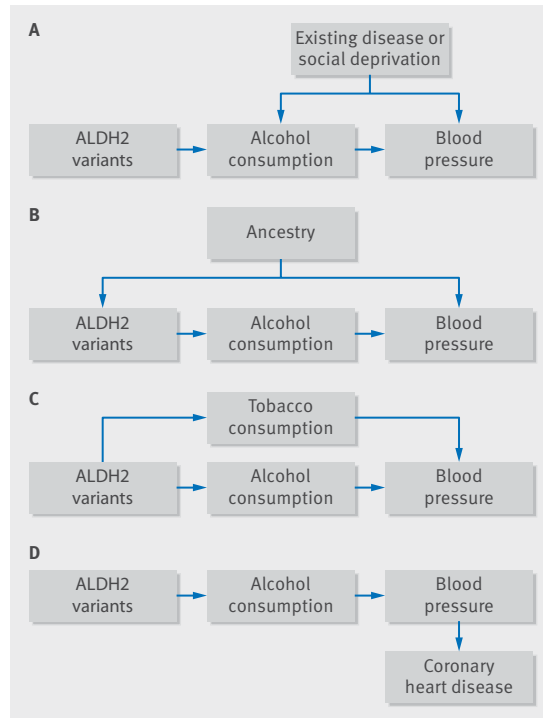 A
Existing disease or
social deprivation
ALDH2
variants
Alcohol
consumption
Blood
pressure
B
Ancestry
ALDH2
variants
Alcohol
consumption
Blood
pressure
C
Tobacco
consumption
ALDH2
variants
Alcohol
consumption
Blood
pressure
D
ALDH2
variants
Alcohol
consumption
Blood
pressure
Coronary
heart disease